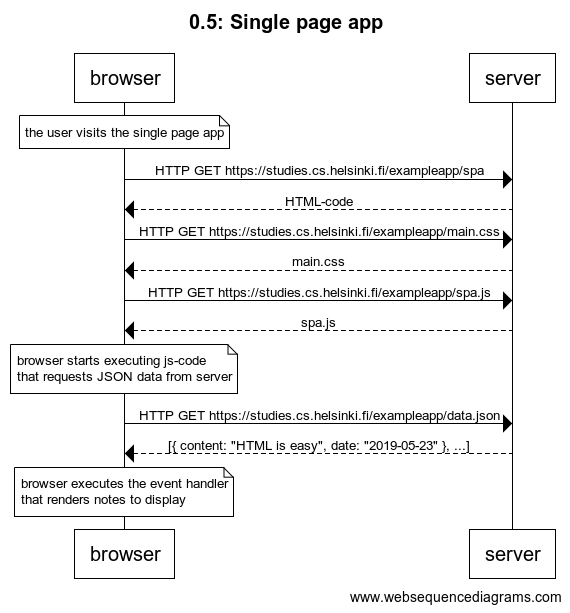 0.5: Single page app
browser
server
the user visits the single page app
HTTP GET https://studies.cs.helsinki.fi/exampleapp/spa
HTML-code
HTTP GET https://studies.cs.helsinki.fi/exampleapp/main.css
main.css
HTTP GET https://studies.cs.helsinki.fi/exampleapp/spa.js
spa.js
browser starts executing js-code
that requests JSON data from server
HTTP GET https://studies.cs.helsinki.fi/exampleapp/data.json
[{ content: "HTML is easy", date: "2019-05-23" }, ...]
browser executes the event handler
that renders notes to display
browser
server
www.websequencediagrams.com